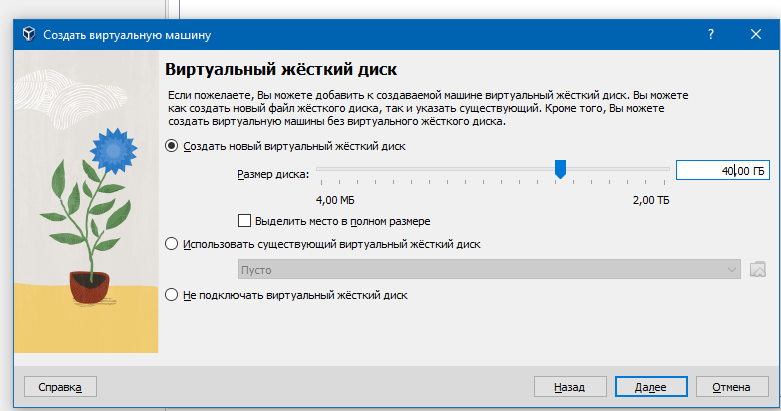 Создать виртуальную машину
?
Виртуальный жёсткий диск
Если пожелаете, Вы можете добавить к создаваемой машине виртуальный жёсткий диск. Вы можете
как создать новый файл жёсткого диска, так и указать существующий. Кроме того, Вы можете
создать виртуальную машины без виртуального жёсткого диска.
Создать новый виртуальный жёсткий диск
Размер диска:
40,00 ГБ
4,00 МБ
2,00 ТБ
Выделить место в полном размере
Использовать существующий виртуальный жёсткий диск
Пусто
Не подключать виртуальный жёсткий диск
Справка
Назад
Далее
Отмена